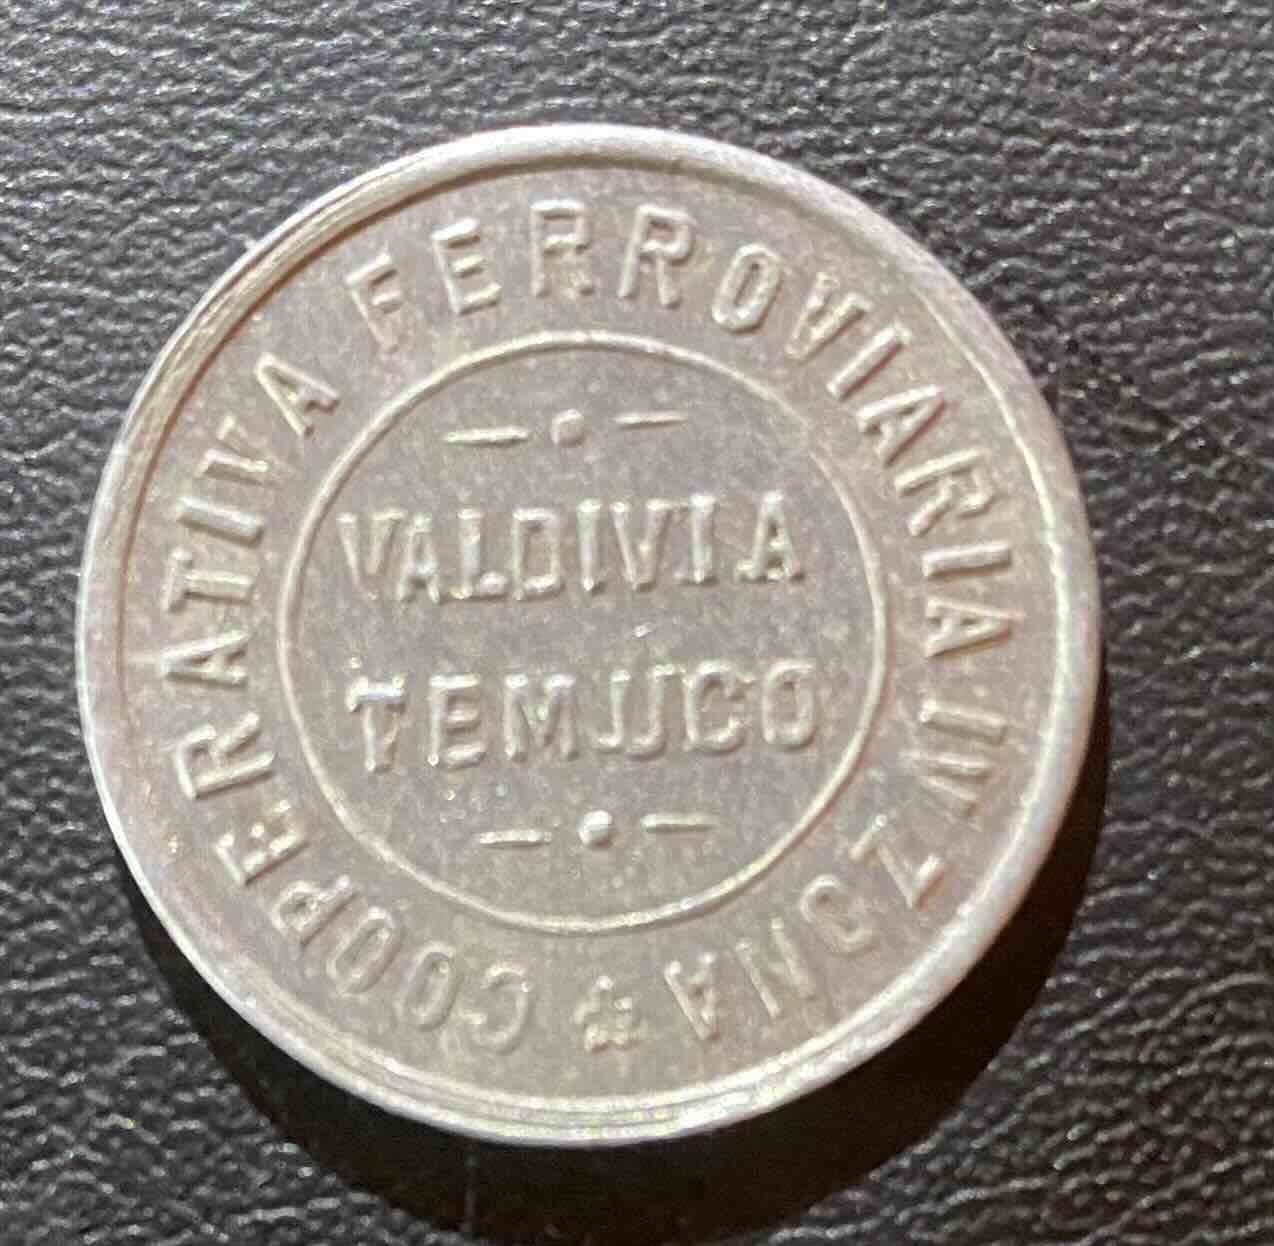 COOPERATIVA FERROVIARIA IV ZONA
VALDIVIA
TEMUCO